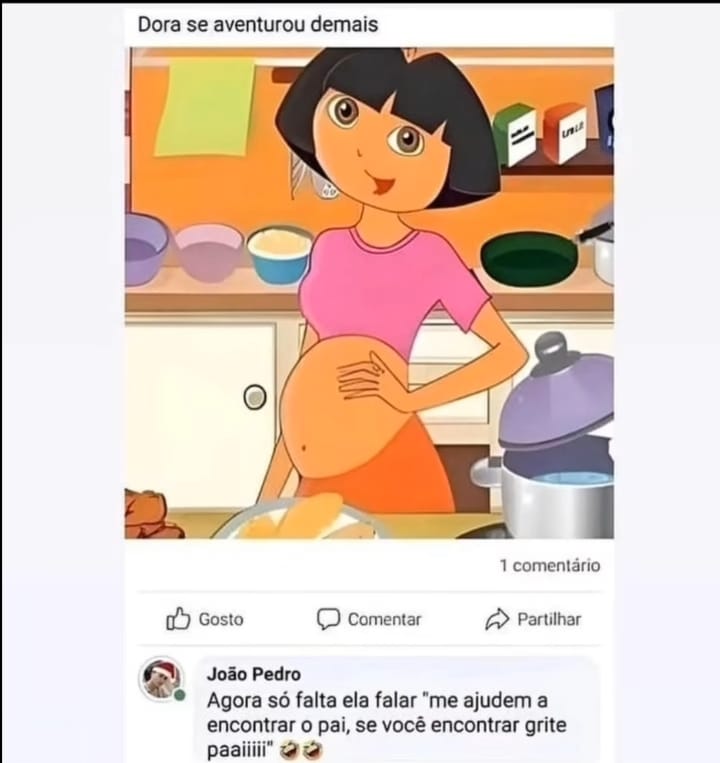 Dora se aventurou demais
1 comentário
Gosto
Comentar
Partilhar
João Pedro
Agora só falta ela falar "me ajudem a
encontrar o pai, se você encontrar grite
paaiiiii" 🤣🤣